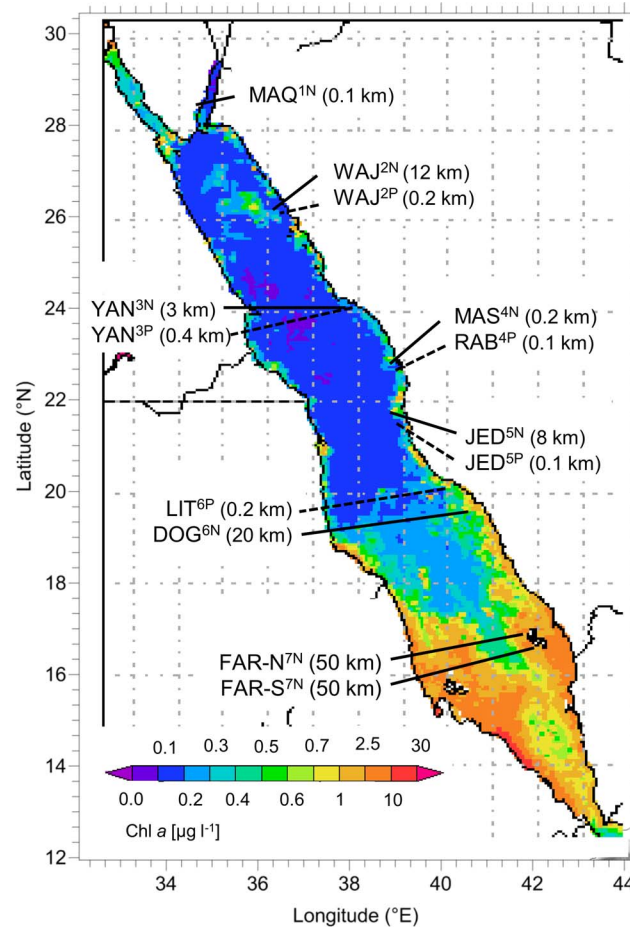 30
28
26
24
22
20
18
16
14
12
Latitude (°N)
MAQ1N (0.1 km)
WAJ2N (12 km)
WAJ2P (0.2 km)
YAN3N (3 km)
YAN3P (0.4 km)
MAS4N (0.2 km)
RAB4P (0.1 km)
JED5N (8 km)
JED5P (0.1 km)
LIT6P (0.2 km)
DOG6N (20 km)
FAR-N7N (50 km)
FAR-S7N (50 km)
0.1 0.3 0.5 0.7 2.5 30
0.0 0.2 0.4 0.6 1 10
Chl a [µg l-1]
34 36 38 40 42 44
Longitude (°E)